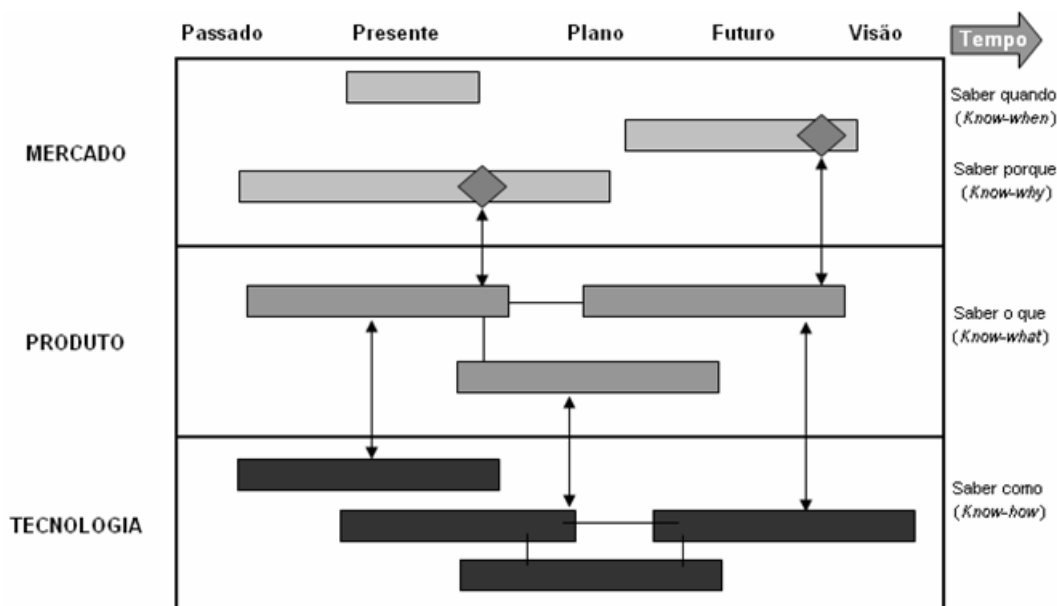 Passado Presente Plano Futuro Visão Tempo
Saber quando
(Know-when)
MERCADO
Saber porque
(Know-why)
Saber o que
(Know-what)
PRODUTO
Saber como
(Know-how)
TECNOLOGIA